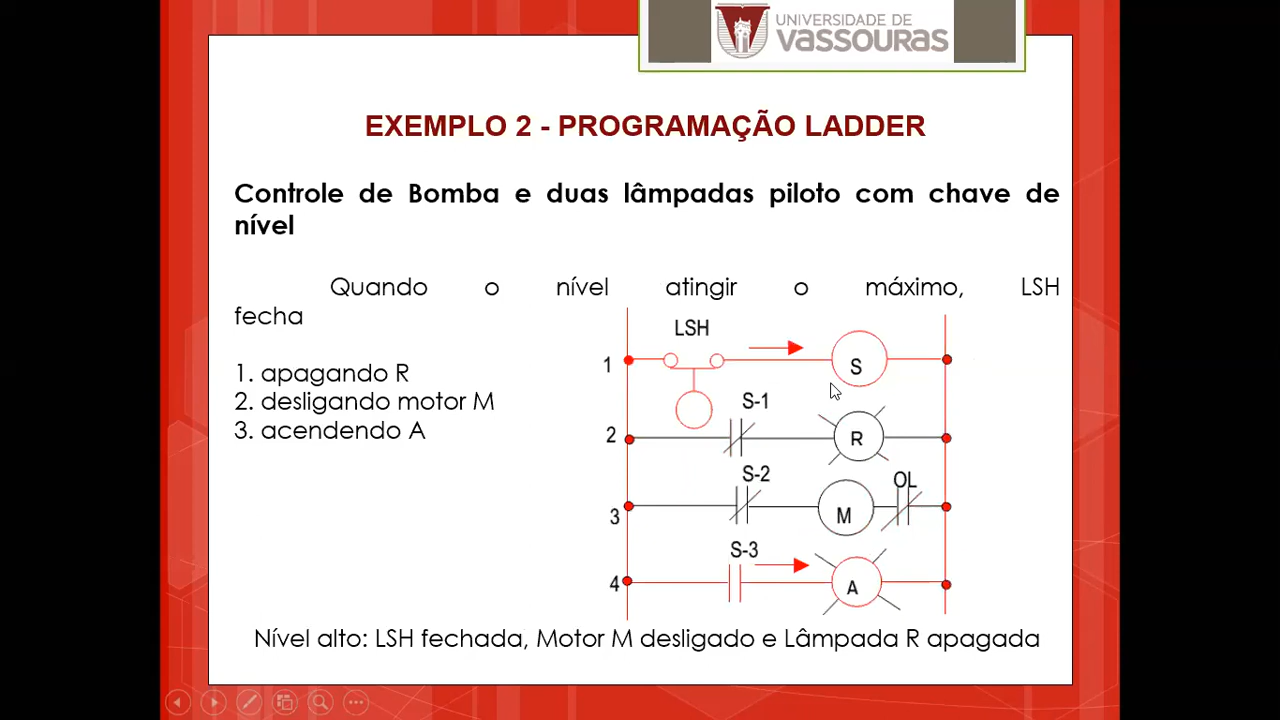 UNIVERSIDADE DE
VASSOURAS
EXEMPLO 2 - PROGRAMAÇÃO LADDER
Controle de Bomba e duas lâmpadas piloto com chave de
nível
Quando o nível atingir o máximo, LSH
fecha
1. apagando R
2. desligando motor M
3. acendendo A
LSH
1
S
S-1
2
R
S-2
OL
3
M
S-3
4
A
Nível alto: LSH fechada, Motor M desligado e Lâmpada R apagada